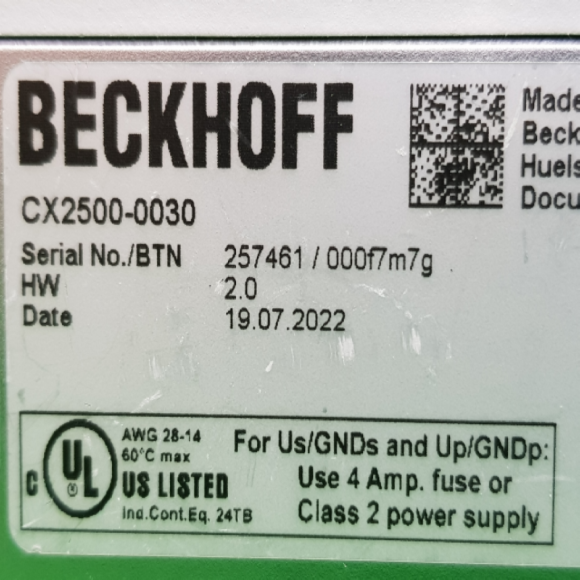 BECKHOFF
Made
Beck
Huels
Docu
CX2500-0030
Serial No./BTN 257461 / 000f7m7g
HW 2.0
Date 19.07.2022
C UL ® US LISTED
AWG 28-14
60°C max
Ind.Cont.Eq. 24TB
For Us/GNDs and Up/GNDp:
Use 4 Amp. fuse or
Class 2 power supply